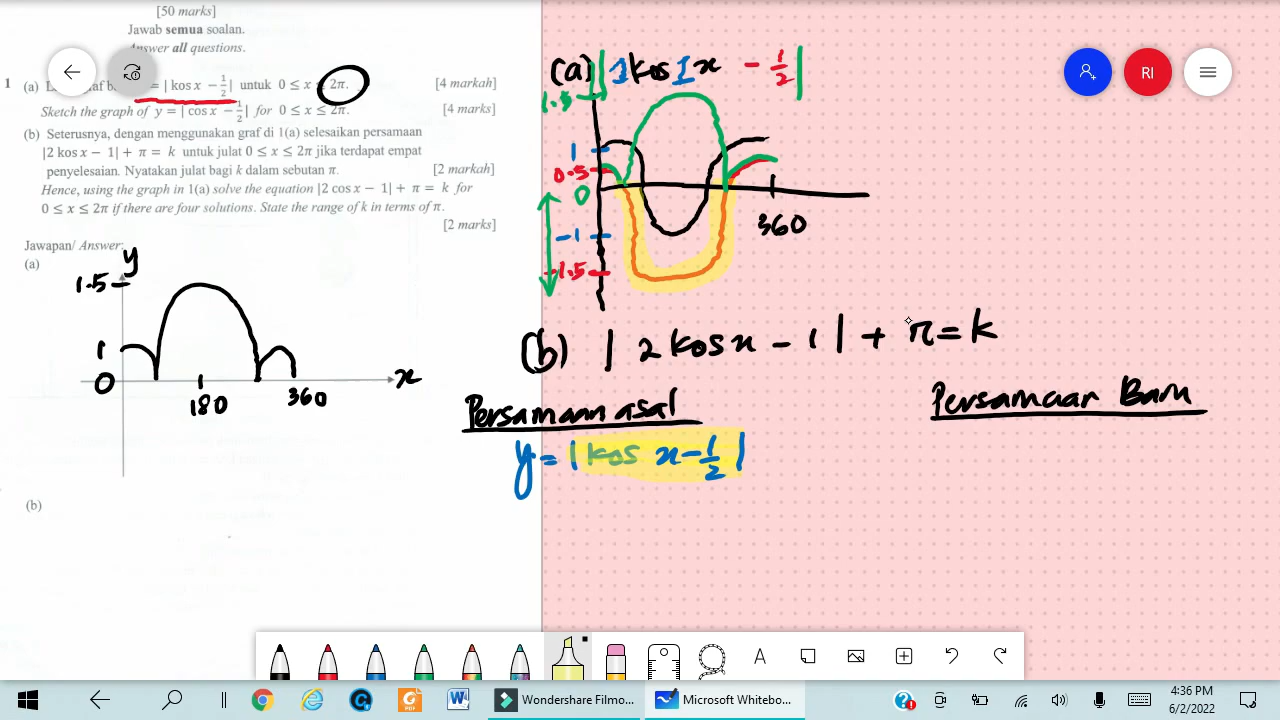 [50 marks]
Jawab semua soalan.
Answer all questions.
1 (a) = | kos x − 1/2 | untuk 0 ≤ x ≤ 2π. [4 markah]
Sketch the graph of y = | cos x − 1/2 | for 0 ≤ x ≤ 2π. [4 marks]
(b) Seterusnya, dengan menggunakan graf di 1(a) selesaikan persamaan
|2 kos x − 1| + π = k untuk julat 0 ≤ x ≤ 2π jika terdapat empat
penyelesaian. Nyatakan julat bagi k dalam sebutan π. [2 markah]
Hence, using the graph in 1(a) solve the equation |2 cos x − 1| + π = k for
0 ≤ x ≤ 2π if there are four solutions. State the range of k in terms of π.
[2 marks]
Jawapan/ Answer:
(a)
y
1.5
1
0
180
360
x
(b)
(a) | 1 kos 1x − 1/2 |
1.5
1
0.5
0
-1
-1.5
360
(b) | 2 kos x − 1 | + π = k
Persamaan asal
Persamaan Baru
y = | kos x − 1/2 |
RI
A
Wondershare Filmo...
Microsoft Whitebo...
4:36 PM
6/2/2022